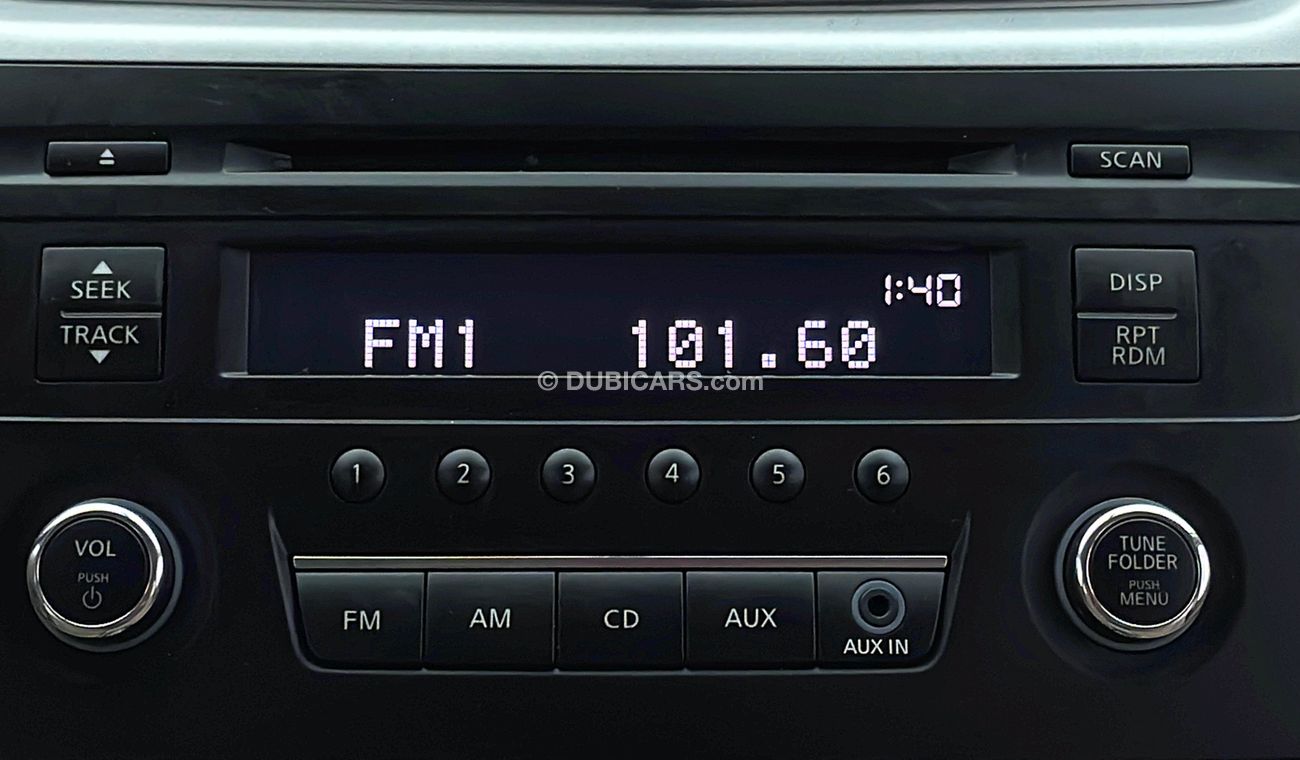 SCAN
SEEK
TRACK
1:40
FM1 101.60
DISP
RPT
RDM
© DUBICARS.com
1 2 3 4 5 6
VOL
PUSH
TUNE
FOLDER
PUSH
MENU
FM AM CD AUX
AUX IN